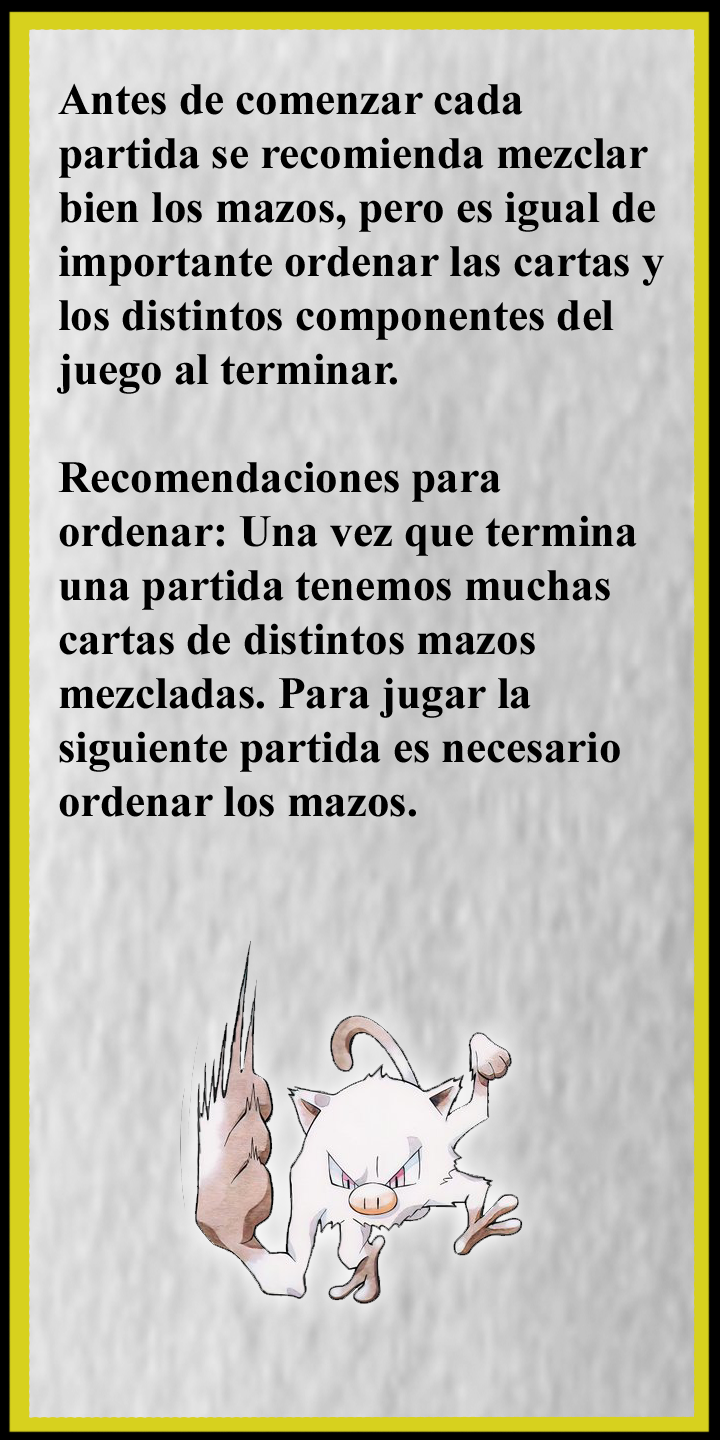 Antes de comenzar cada
partida se recomienda mezclar
bien los mazos, pero es igual de
importante ordenar las cartas y
los distintos componentes del
juego al terminar.
Recomendaciones para
ordenar: Una vez que termina
una partida tenemos muchas
cartas de distintos mazos
mezcladas. Para jugar la
siguiente partida es necesario
ordenar los mazos.